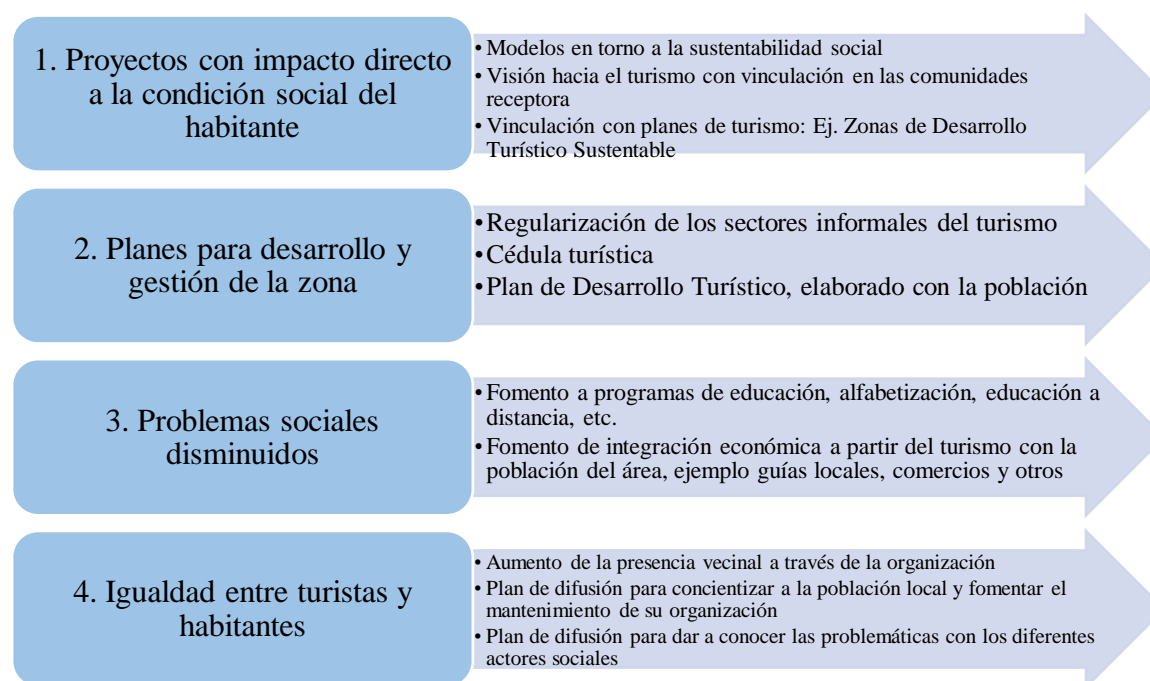 1. Proyectos con impacto directo
a la condición social del
habitante
• Modelos en torno a la sustentabilidad social
• Visión hacia el turismo con vinculación en las comunidades
receptora
• Vinculación con planes de turismo: Ej. Zonas de Desarrollo
Turístico Sustentable
2. Planes para desarrollo y
gestión de la zona
• Regularización de los sectores informales del turismo
• Cédula turística
• Plan de Desarrollo Turístico, elaborado con la población
3. Problemas sociales
disminuidos
• Fomento a programas de educación, alfabetización, educación a
distancia, etc.
• Fomento de integración económica a partir del turismo con la
población del área, ejemplo guías locales, comercios y otros
4. Igualdad entre turistas y
habitantes
• Aumento de la presencia vecinal a través de la organización
• Plan de difusión para concientizar a la población local y fomentar el
mantenimiento de su organización
• Plan de difusión para dar a conocer las problemáticas con los diferentes
actores sociales